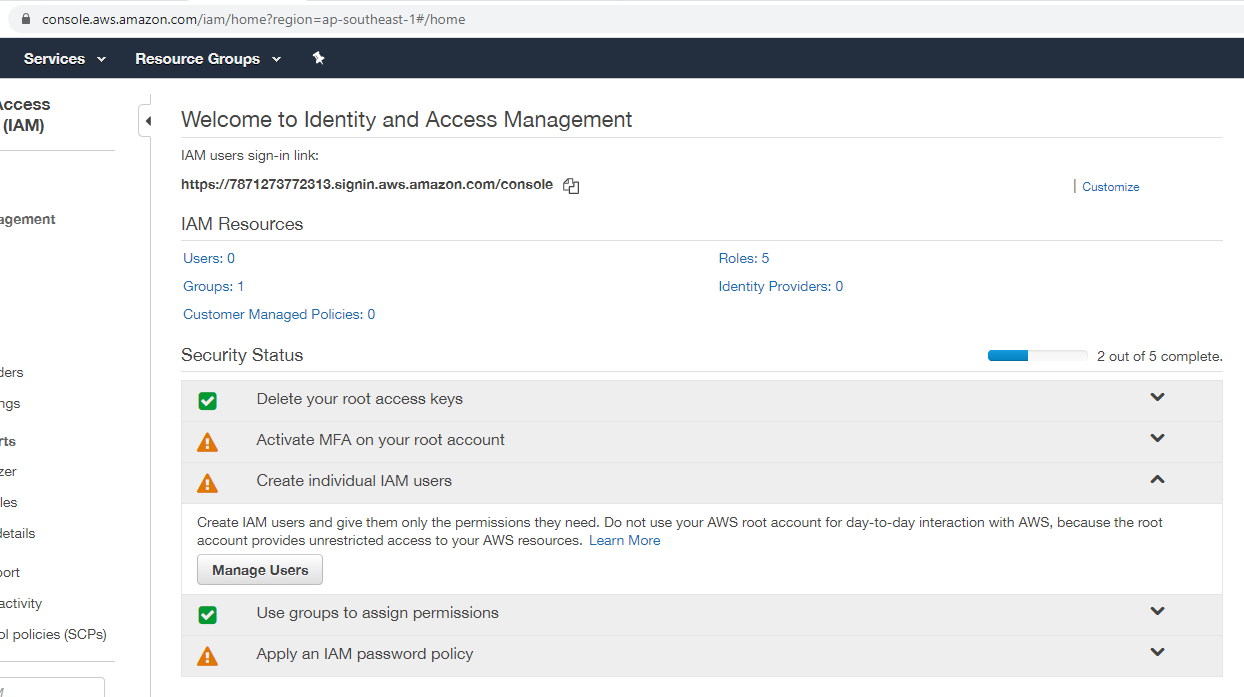 console.aws.amazon.com/iam/home?region=ap-southeast-1#/home
Services Resource Groups
Access
(IAM)
agement
ders
ngs
rts
zer
les
details
port
activity
ol policies (SCPs)
Welcome to Identity and Access Management
IAM users sign-in link:
https://7871273772313.signin.aws.amazon.com/console
Customize
IAM Resources
Users: 0 Roles: 5
Groups: 1 Identity Providers: 0
Customer Managed Policies: 0
Security Status 2 out of 5 complete.
Delete your root access keys
Activate MFA on your root account
Create individual IAM users
Create IAM users and give them only the permissions they need. Do not use your AWS root account for day-to-day interaction with AWS, because the root
account provides unrestricted access to your AWS resources. Learn More
Manage Users
Use groups to assign permissions
Apply an IAM password policy